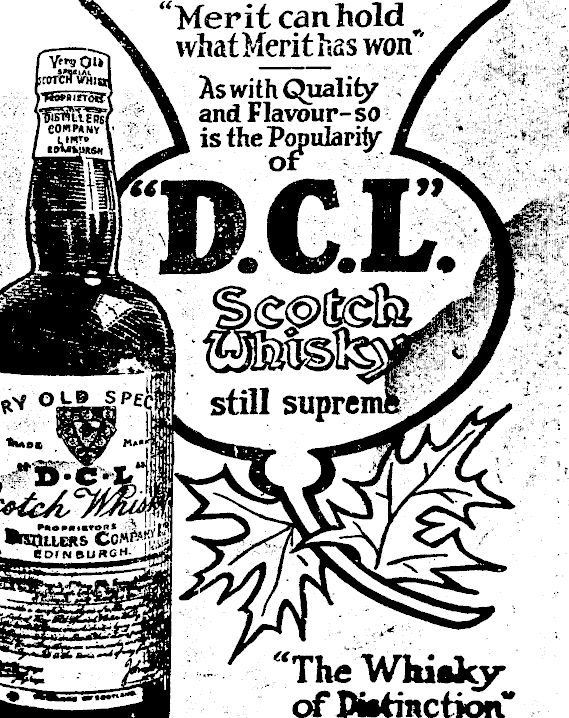 "Merit can hold
what Merit has won"
As with Quality
and Flavour-so
is the Popularity
of
"D.C.L."
Scotch
Whisky
still supreme
"The Whisky
of Distinction"
Very Old
SPECIAL
SCOTCH WHISKY
PROPRIETORS
DISTILLERS
COMPANY
LIMTD
EDINBURGH
RY OLD SPEC
TRADE MARK
"D·C·L"
cotch Whisk
PROPRIETORS
DISTILLERS COMPANY
EDINBURGH.